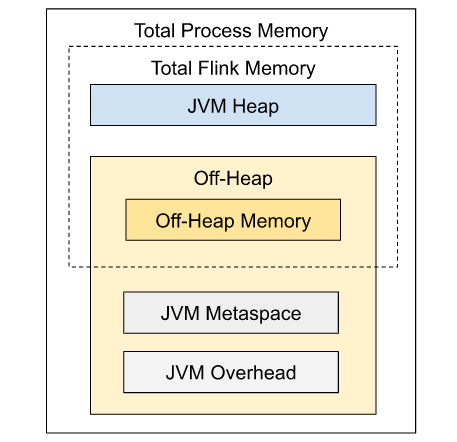 Total Process Memory
Total Flink Memory
JVM Heap
Off-Heap
Off-Heap Memory
JVM Metaspace
JVM Overhead